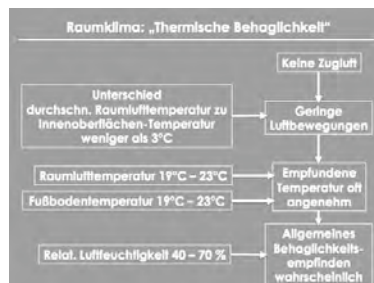 Raumklima: „Thermische Behaglichkeit“
Keine Zugluft
Unterschied
durchschn. Raumlufttemperatur zu
Innenoberflächen-Temperatur
weniger als 3°C
Geringe
Luftbewegungen
Raumlufttemperatur 19°C – 23°C
Fußbodentemperatur 19°C – 23°C
Empfundene
Temperatur oft
angenehm
Relat. Luftfeuchtigkeit 40 – 70 %
Allgemeines
Behaglichkeits-
empfinden
wahrscheinlich